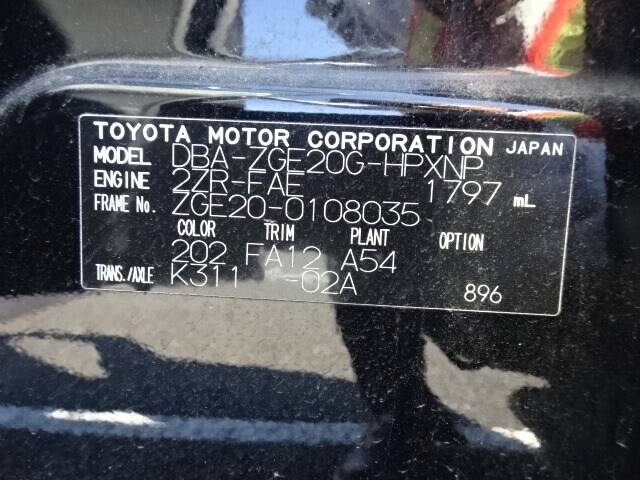 TOYOTA MOTOR CORPORATION JAPAN
MODEL DBA-ZGE20G-HPXNP
ENGINE 2ZR-FAE 1797 mL
FRAME No. ZGE20-0108035
COLOR TRIM PLANT OPTION
202 FA12 A54
TRANS./AXLE K311 -02A 896